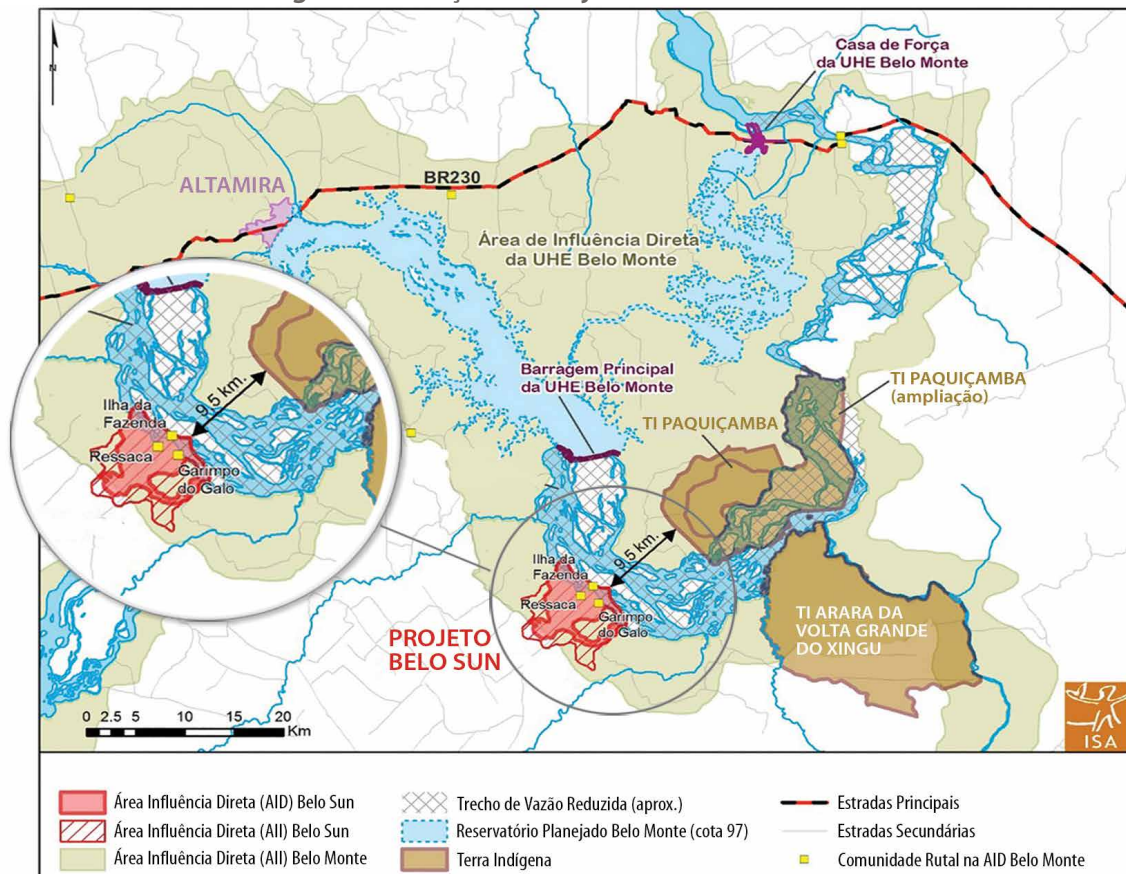 Casa de Força
da UHE Belo Monte
ALTAMIRA
BR230
Área de Influência Direta
da UHE Belo Monte
Barragem Principal
da UHE Belo Monte
TI PAQUIÇAMBA
(ampliação)
TI PAQUIÇAMBA
9.5 km.
Ilha da
Fazenda
Ressaca
Garimpo
do Galo
9.5 km.
Ilha da
Fazenda
Ressaca
Garimpo
do Galo
PROJETO
BELO SUN
TI ARARA DA
VOLTA GRANDE
DO XINGU
N
0 2.5 5 10 15 20
Km
ISA
Área Influência Direta (AID) Belo Sun
Área Influência Direta (AII) Belo Sun
Área Influência Direta (AII) Belo Monte
Trecho de Vazão Reduzida (aprox.)
Reservatório Planejado Belo Monte (cota 97)
Terra Indígena
Estradas Principais
Estradas Secundárias
Comunidade Rutal na AID Belo Monte